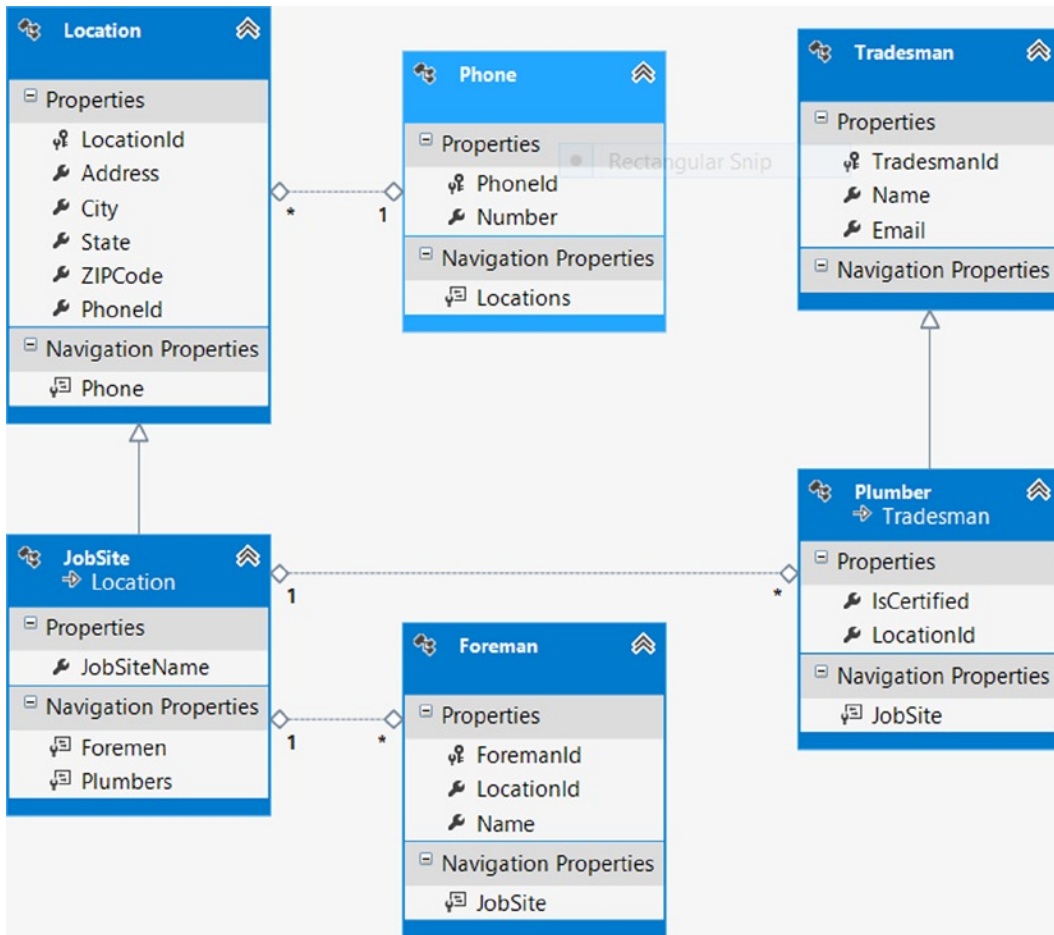 Location
Properties
LocationId
Address
City
State
ZIPCode
PhoneId
Navigation Properties
Phone
*
1
Phone
Properties
PhoneId
Number
Navigation Properties
Locations
Rectangular Snip
Tradesman
Properties
TradesmanId
Name
Email
Navigation Properties
JobSite
Location
Properties
JobSiteName
Navigation Properties
Foremen
Plumbers
1
*
1
*
Foreman
Properties
ForemanId
LocationId
Name
Navigation Properties
JobSite
Plumber
Tradesman
Properties
IsCertified
LocationId
Navigation Properties
JobSite